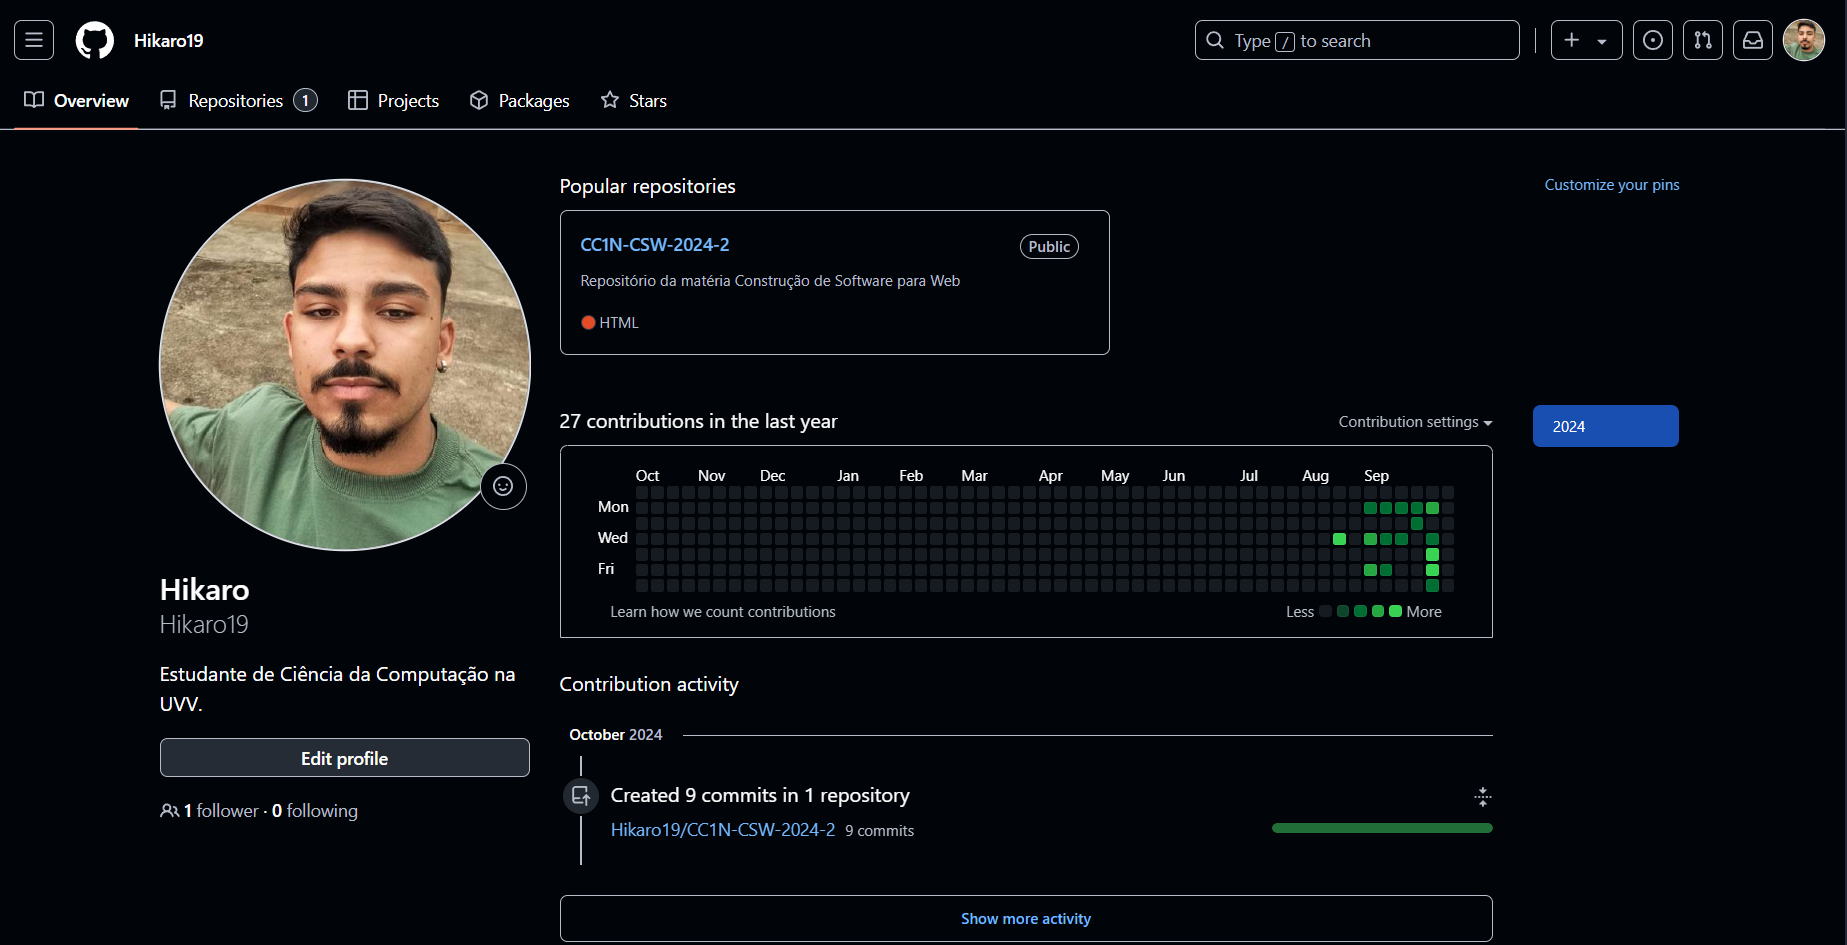 Hikaro19
Type / to search
Overview
Repositories 1
Projects
Packages
Stars
Popular repositories
Customize your pins
CC1N-CSW-2024-2
Public
Repositório da matéria Construção de Software para Web
HTML
27 contributions in the last year
Contribution settings
2024
Oct Nov Dec Jan Feb Mar Apr May Jun Jul Aug Sep
Mon
Wed
Fri
Learn how we count contributions
Less More
Hikaro
Hikaro19
Estudante de Ciência da Computação na
UVV.
Edit profile
1 follower · 0 following
Contribution activity
October 2024
Created 9 commits in 1 repository
Hikaro19/CC1N-CSW-2024-2 9 commits
Show more activity